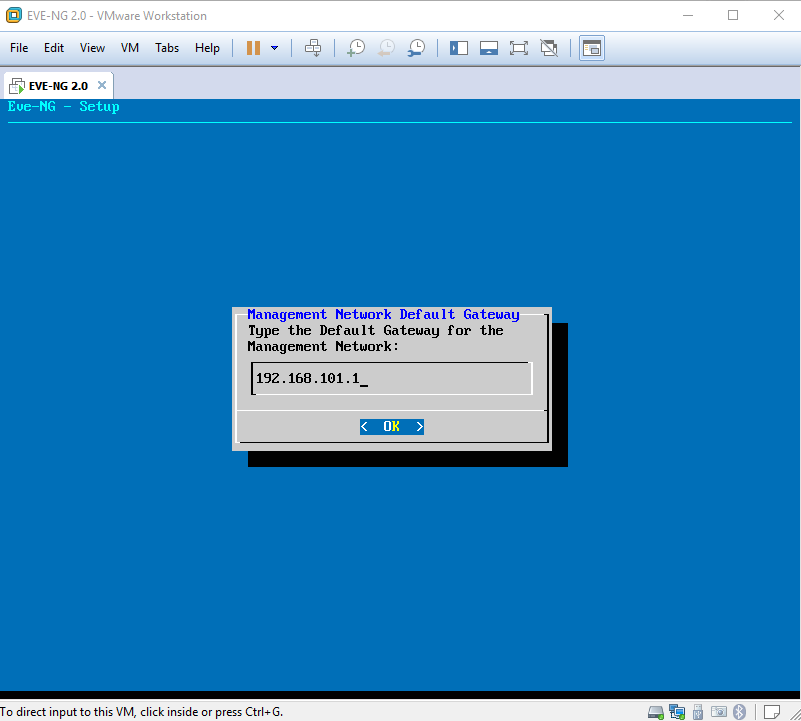 EVE-NG 2.0 - VMware Workstation
File Edit View VM Tabs Help
EVE-NG 2.0
Eve-NG - Setup
Management Network Default Gateway
Type the Default Gateway for the
Management Network:
192.168.101.1_
< OK >
To direct input to this VM, click inside or press Ctrl+G.